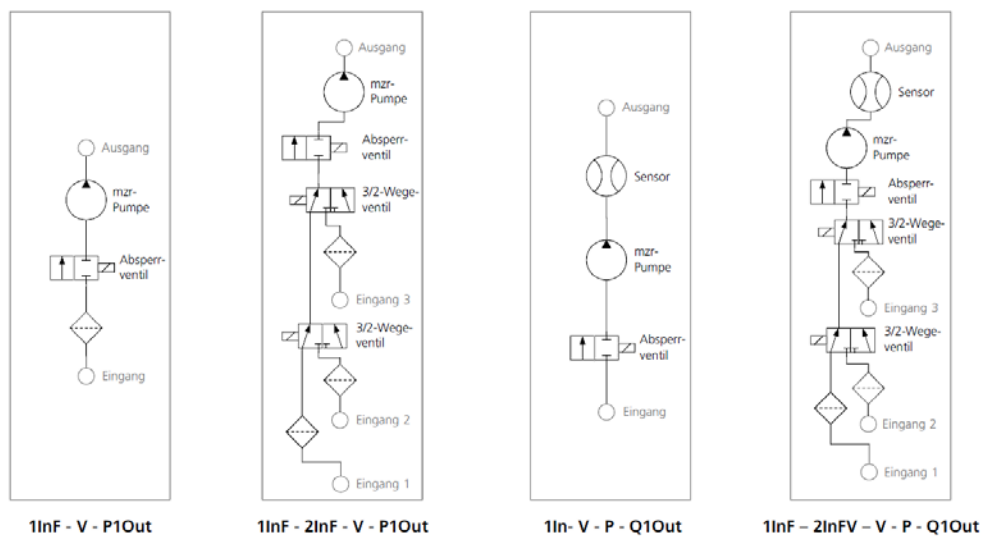 Ausgang
mzr-
Pumpe
Absperr-
ventil
Eingang
1InF - V - P1Out
Ausgang
mzr-
Pumpe
Absperr-
ventil
3/2-Wege-
ventil
Eingang 3
3/2-Wege-
ventil
Eingang 2
Eingang 1
1InF - 2InF - V - P1Out
Ausgang
Sensor
mzr-
Pumpe
Absperr-
ventil
Eingang
1In- V - P - Q1Out
Ausgang
Sensor
mzr-
Pumpe
Absperr-
ventil
3/2-Wege-
ventil
Eingang 3
3/2-Wege-
ventil
Eingang 2
Eingang 1
1InF – 2InFV – V - P - Q1Out